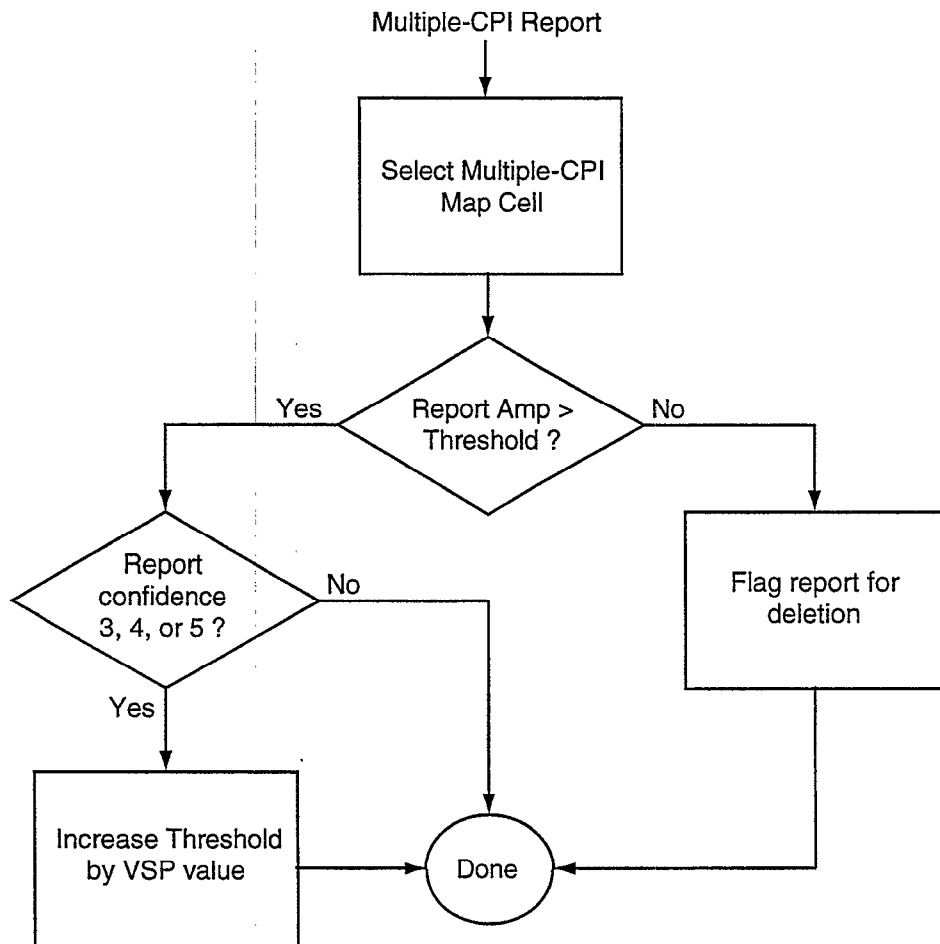 Multiple-CPI Report
Select Multiple-CPI
Map Cell
Yes
Report Amp >
Threshold ?
No
Report
confidence
3, 4, or 5 ?
No
Flag report for
deletion
Yes
Increase Threshold
by VSP value
Done